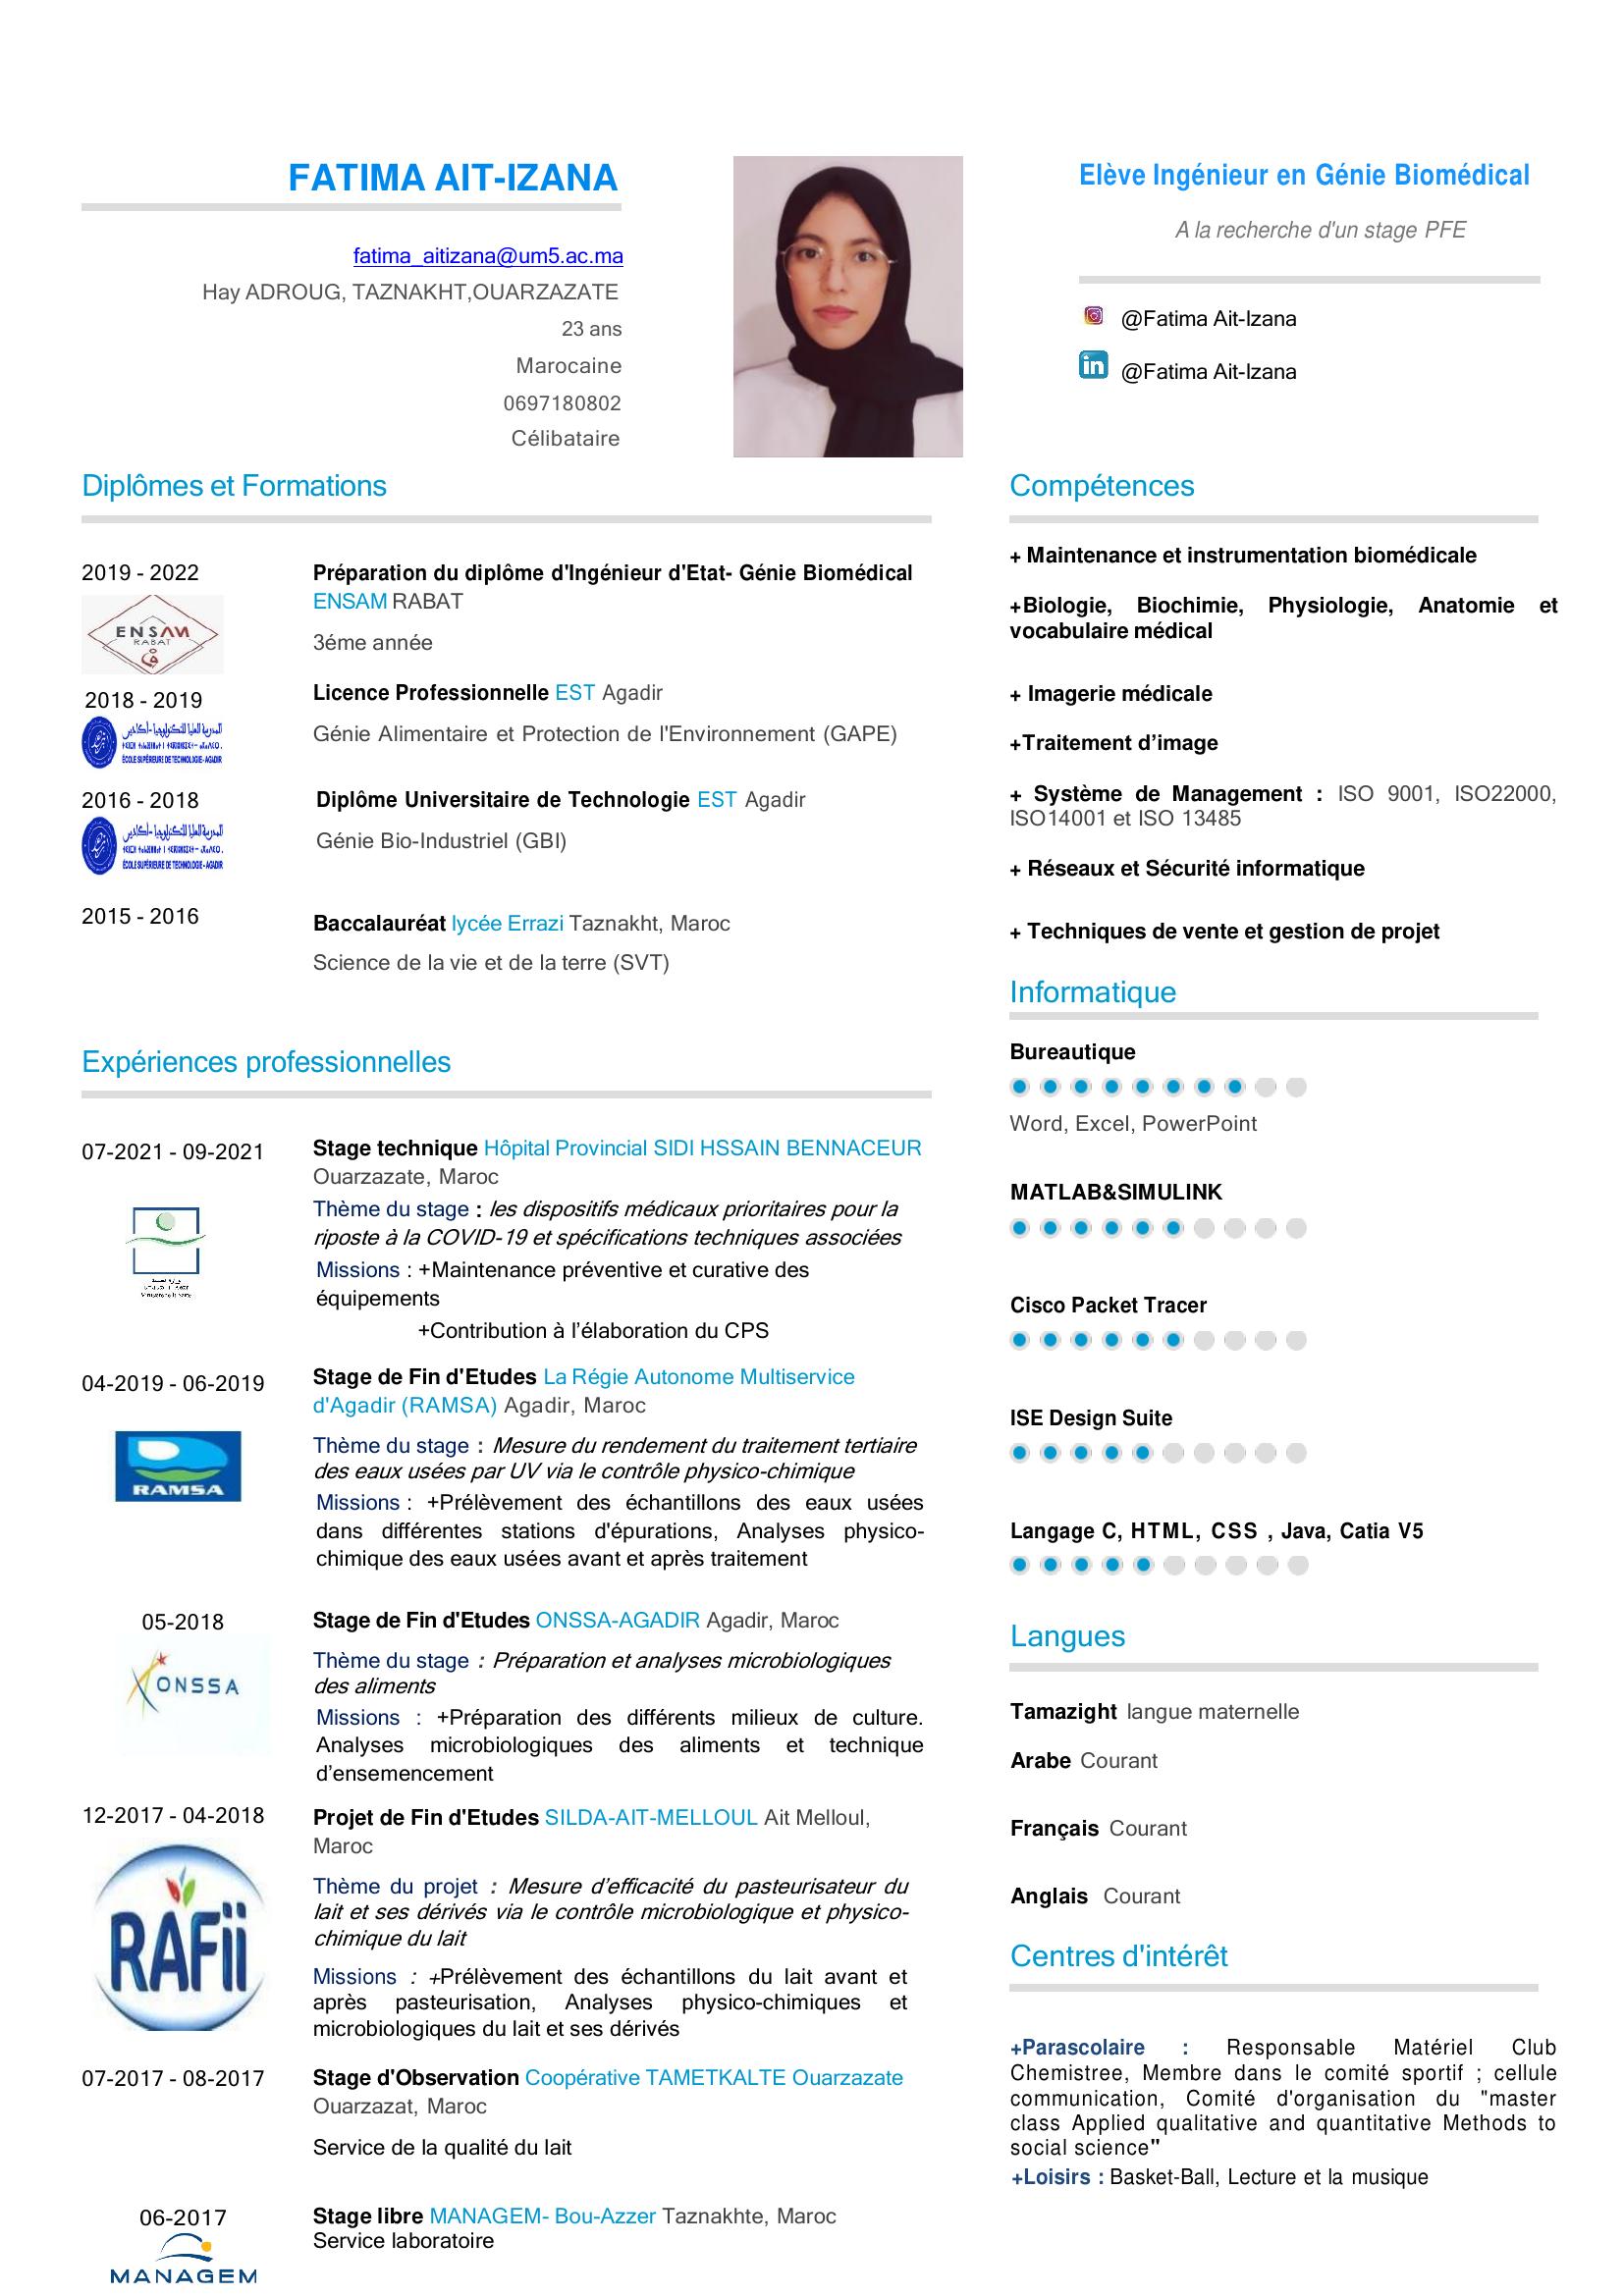 FATIMA AIT-IZANA
fatima_aitizana@um5.ac.ma
Hay ADROUG, TAZNAKHT,OUARZAZATE
23 ans
Marocaine
0697180802
Célibataire
Elève Ingénieur en Génie Biomédical
A la recherche d'un stage PFE
@Fatima Ait-Izana
in
@Fatima Ait-Izana
Diplômes et Formations
2019 - 2022
ENSAM
RABAT
Préparation du diplôme d'Ingénieur d'Etat- Génie Biomédical
ENSAM RABAT
3éme année
2018 - 2019
المدرسة العليا للتكنولوجيا - أكادير
ÉCOLE SUPÉRIEURE DE TECHNOLOGIE- AGADIR
Licence Professionnelle EST Agadir
Génie Alimentaire et Protection de l'Environnement (GAPE)
2016 - 2018
المدرسة العليا للتكنولوجيا - أكادير
ÉCOLE SUPÉRIEURE DE TECHNOLOGIE - AGADIR
Diplôme Universitaire de Technologie EST Agadir
Génie Bio-Industriel (GBI)
2015 - 2016
Baccalauréat lycée Errazi Taznakht, Maroc
Science de la vie et de la terre (SVT)
Expériences professionnelles
07-2021 - 09-2021
Stage technique Hôpital Provincial SIDI HSSAIN BENNACEUR
Ouarzazate, Maroc
Thème du stage : les dispositifs médicaux prioritaires pour la
riposte à la COVID-19 et spécifications techniques associées
Missions : +Maintenance préventive et curative des
équipements
+Contribution à l’élaboration du CPS
04-2019 - 06-2019
RAMSA
Stage de Fin d'Etudes La Régie Autonome Multiservice
d'Agadir (RAMSA) Agadir, Maroc
Thème du stage : Mesure du rendement du traitement tertiaire
des eaux usées par UV via le contrôle physico-chimique
Missions : +Prélèvement des échantillons des eaux usées
dans différentes stations d'épurations, Analyses physico-
chimique des eaux usées avant et après traitement
05-2018
ONSSA
Stage de Fin d'Etudes ONSSA-AGADIR Agadir, Maroc
Thème du stage : Préparation et analyses microbiologiques
des aliments
Missions : +Préparation des différents milieux de culture.
Analyses microbiologiques des aliments et technique
d’ensemencement
12-2017 - 04-2018
RAFii
Projet de Fin d'Etudes SILDA-AIT-MELLOUL Ait Melloul,
Maroc
Thème du projet : Mesure d’efficacité du pasteurisateur du
lait et ses dérivés via le contrôle microbiologique et physico-
chimique du lait
Missions : +Prélèvement des échantillons du lait avant et
après pasteurisation, Analyses physico-chimiques et
microbiologiques du lait et ses dérivés
07-2017 - 08-2017
Stage d'Observation Coopérative TAMETKALTE Ouarzazate
Ouarzazat, Maroc
Service de la qualité du lait
06-2017
MANAGEM
Stage libre MANAGEM- Bou-Azzer Taznakhte, Maroc
Service laboratoire
Compétences
+ Maintenance et instrumentation biomédicale
+Biologie, Biochimie, Physiologie, Anatomie et
vocabulaire médical
+ Imagerie médicale
+Traitement d’image
+ Système de Management : ISO 9001, ISO22000,
ISO14001 et ISO 13485
+ Réseaux et Sécurité informatique
+ Techniques de vente et gestion de projet
Informatique
Bureautique
Word, Excel, PowerPoint
MATLAB&SIMULINK
Cisco Packet Tracer
ISE Design Suite
Langage C, HTML, CSS , Java, Catia V5
Langues
Tamazight langue maternelle
Arabe Courant
Français Courant
Anglais Courant
Centres d'intérêt
+Parascolaire : Responsable Matériel Club
Chemistree, Membre dans le comité sportif ; cellule
communication, Comité d'organisation du "master
class Applied qualitative and quantitative Methods to
social science"
+Loisirs : Basket-Ball, Lecture et la musique